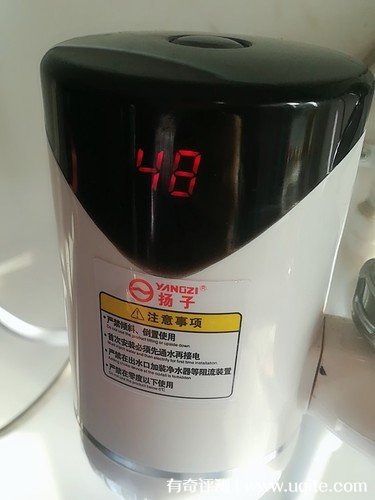 48
YANGZI®
扬子
注意事项
•严禁倾斜、倒置使用
•首次安装必须先通水再接电
•严禁在出水口加装净水器等阻流装置
•严禁在零度以下使用
有奇评测 | www.uqite.com